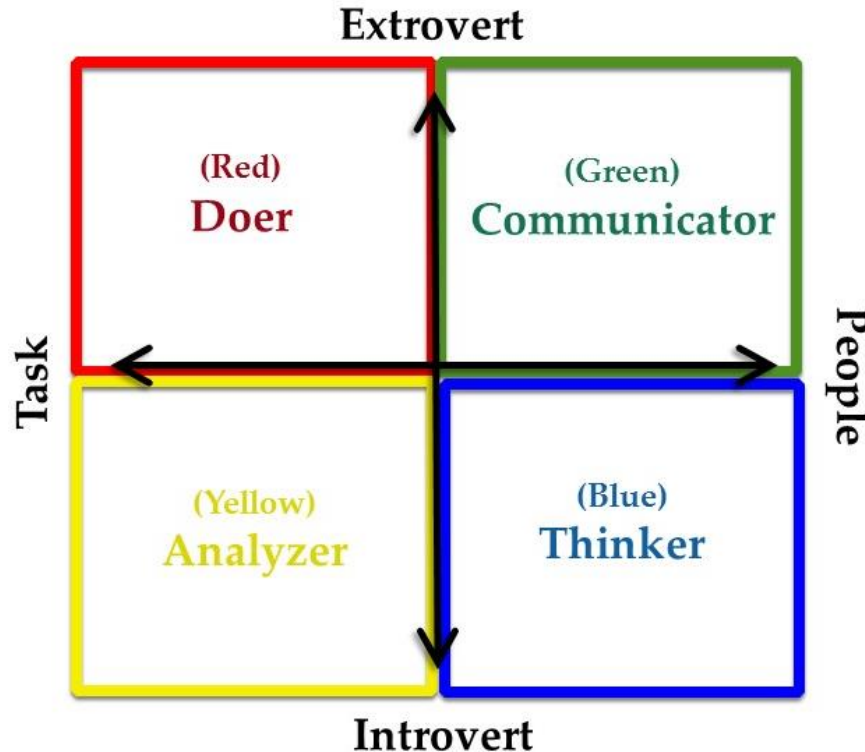 Extrovert
(Red)
Doer
(Green)
Communicator
Task
People
(Yellow)
Analyzer
(Blue)
Thinker
Introvert